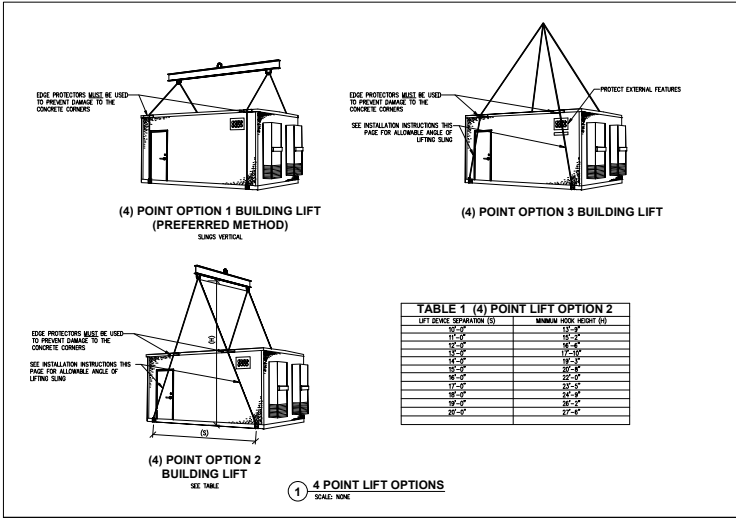 EDGE PROTECTORS MUST BE USED
TO PREVENT DAMAGE TO THE
CONCRETE CORNERS
(4) POINT OPTION 1 BUILDING LIFT
(PREFERRED METHOD)
SLINGS VERTICAL
EDGE PROTECTORS MUST BE USED
TO PREVENT DAMAGE TO THE
CONCRETE CORNERS
PROTECT EXTERNAL FEATURES
SEE INSTALLATION INSTRUCTIONS THIS
PAGE FOR ALLOWABLE ANGLE OF
LIFTING SLING
(4) POINT OPTION 3 BUILDING LIFT
EDGE PROTECTORS MUST BE USED
TO PREVENT DAMAGE TO THE
CONCRETE CORNERS
SEE INSTALLATION INSTRUCTIONS THIS
PAGE FOR ALLOWABLE ANGLE OF
LIFTING SLING
(H)
(S)
(4) POINT OPTION 2
BUILDING LIFT
SEE TABLE
TABLE 1 (4) POINT LIFT OPTION 2
LIFT DEVICE SEPARATION (S) MINIMUM HOOK HEIGHT (H)
10'-0" 13'-9"
11'-0" 15'-2"
12'-0" 16'-6"
13'-0" 17'-10"
14'-0" 19'-3"
15'-0" 20'-8"
16'-0" 22'-0"
17'-0" 23'-5"
18'-0" 24'-9"
19'-0" 26'-2"
20'-0" 27'-6"
1 4 POINT LIFT OPTIONS
SCALE: NONE